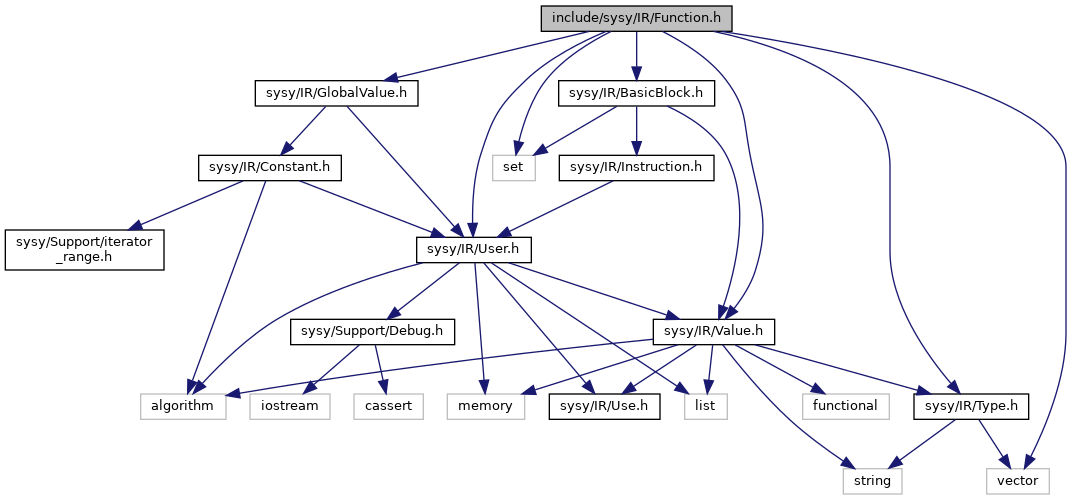 include/sysy/IR/Function.h
sysy/IR/GlobalValue.h
sysy/IR/BasicBlock.h
sysy/IR/Constant.h
set
sysy/IR/Instruction.h
sysy/Support/iterator
_range.h
sysy/IR/User.h
sysy/Support/Debug.h
sysy/IR/Value.h
algorithm
iostream
cassert
memory
sysy/IR/Use.h
list
functional
sysy/IR/Type.h
string
vector